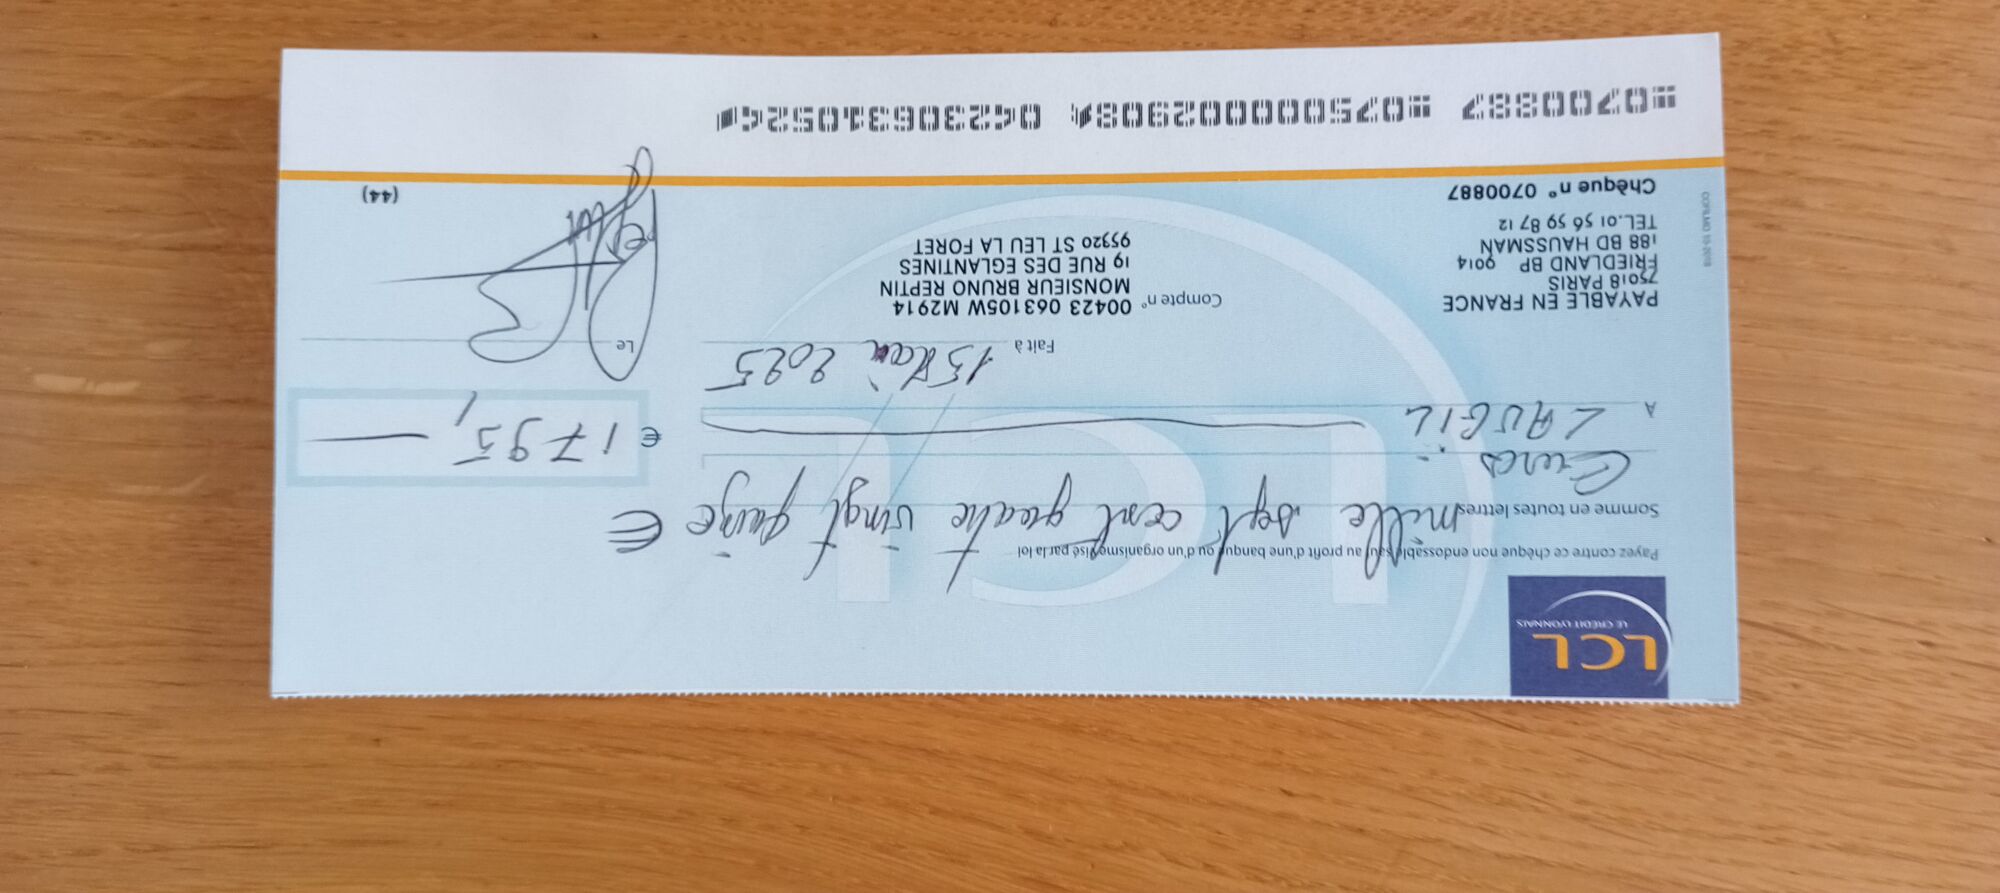 LCL
LE CRÉDIT LYONNAIS
Payez contre ce chèque non endossable sauf au profit d'une banque ou d'un organisme visé par la loi
mille sept cent quatre vingt quinze €
Somme en toutes lettres
Euros
A LAUGIL
€ 1795,
Fait à 15 Mai 2025
Le
PAYABLE EN FRANCE
75018 PARIS
FRIEDLAND BP 9014
188 BD HAUSSMAN
TEL.01 56 59 87 12
Chèque n° 0700887
Compte n° 00423 063105W M2914
MONSIEUR BRUNO REPTIN
19 RUE DES EGLANTINES
95320 ST LEU LA FORET
(44)
0700887 075000002908 042306310524